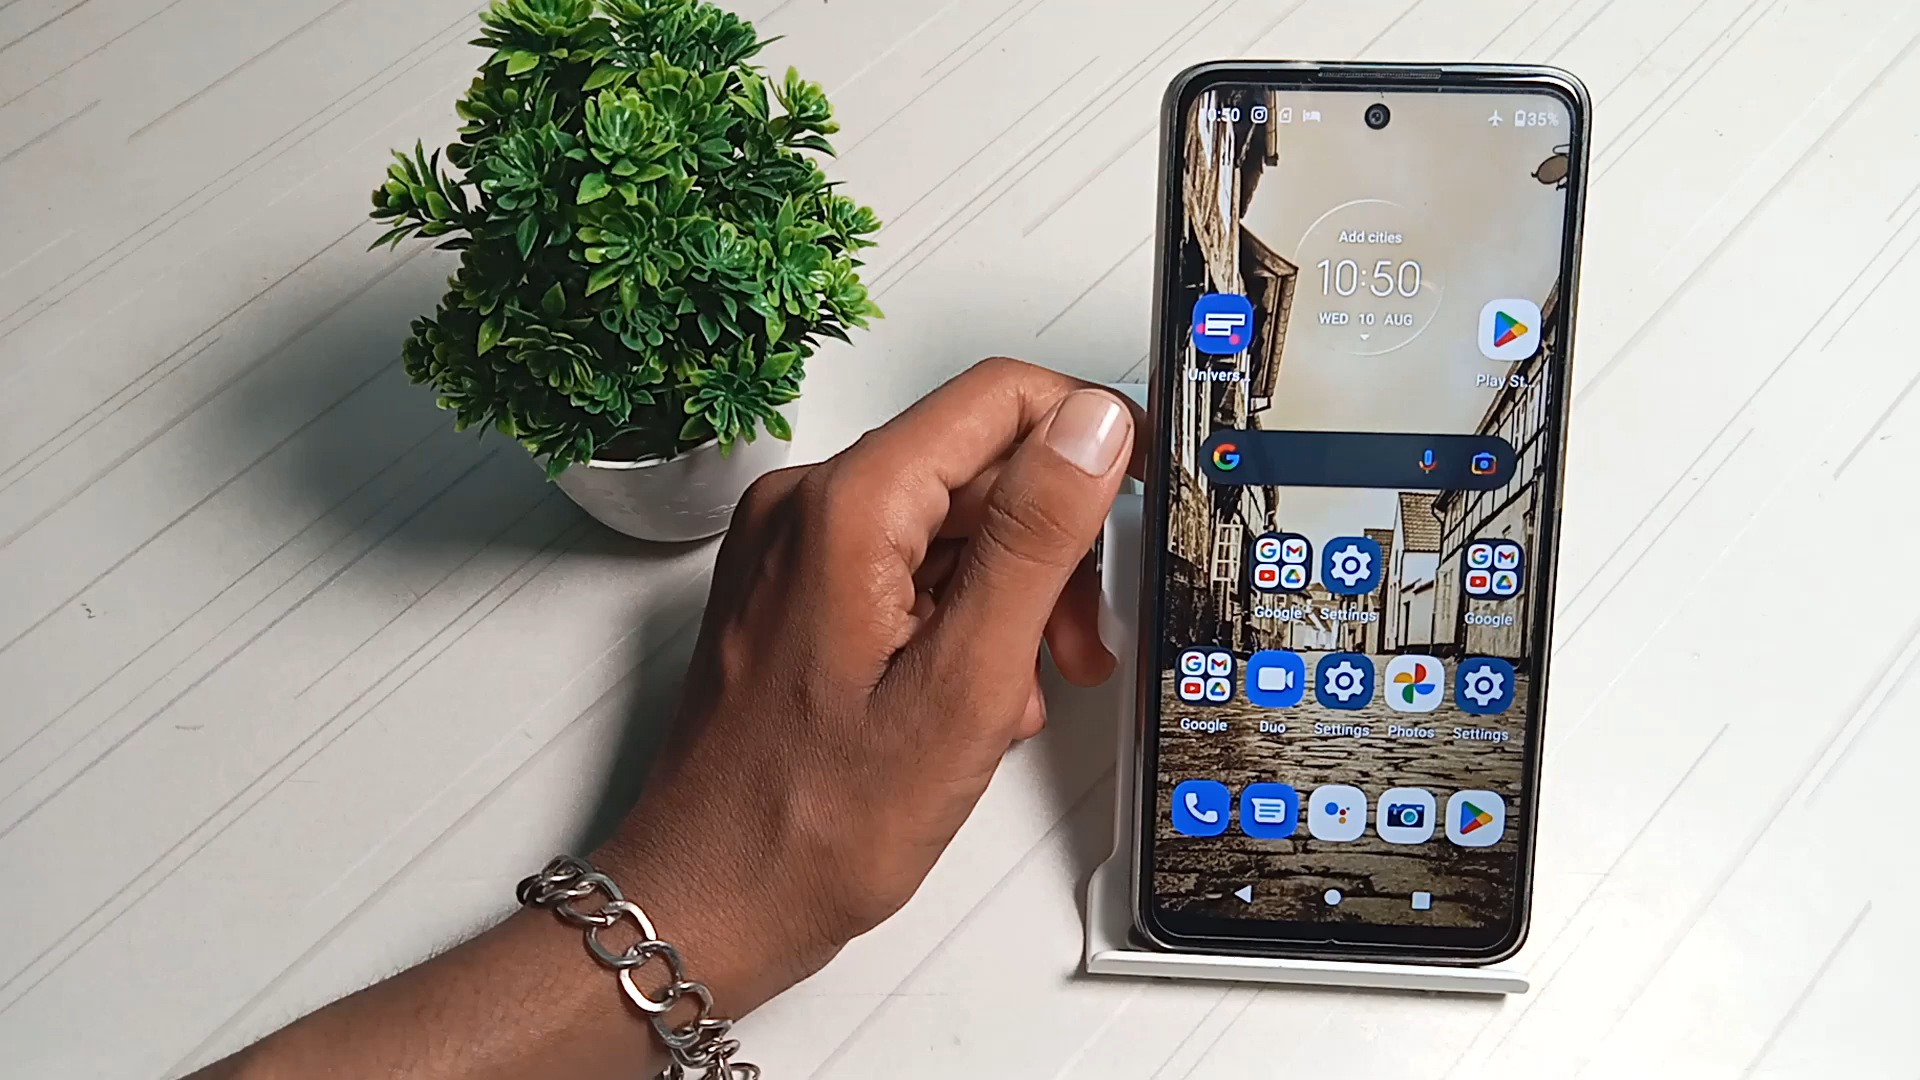 0:50 35%
Add cities
10:50
WED 10 AUG
Univers...
Play St...
G
Google Settings Google
Google Duo Settings Photos Settings